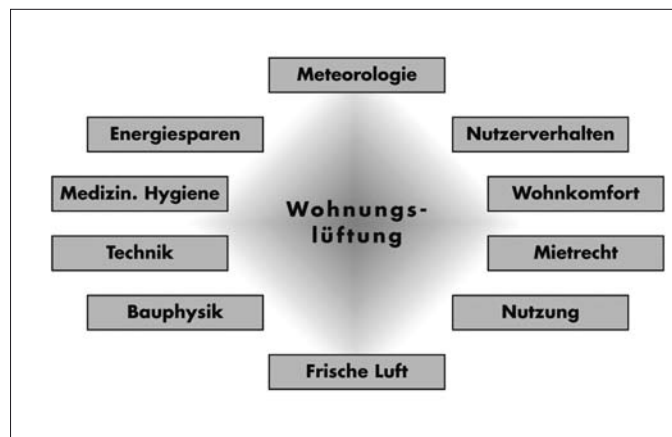 Meteorologie
Energiesparen
Nutzerverhalten
Medizin. Hygiene
Wohnkomfort
Wohnungs-
lüftung
Technik
Mietrecht
Bauphysik
Nutzung
Frische Luft